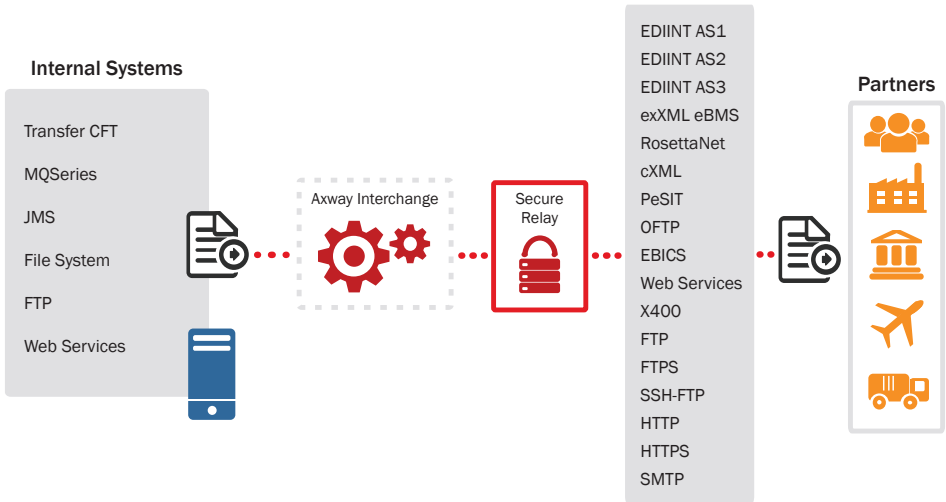 Internal Systems
Transfer CFT
MQSeries
JMS
File System
FTP
Web Services
Axway Interchange
Secure
Relay
EDIINT AS1
EDIINT AS2
EDIINT AS3
exXML eBMS
RosettaNet
cXML
PeSIT
OFTP
EBICS
Web Services
X400
FTP
FTPS
SSH-FTP
HTTP
HTTPS
SMTP
Partners